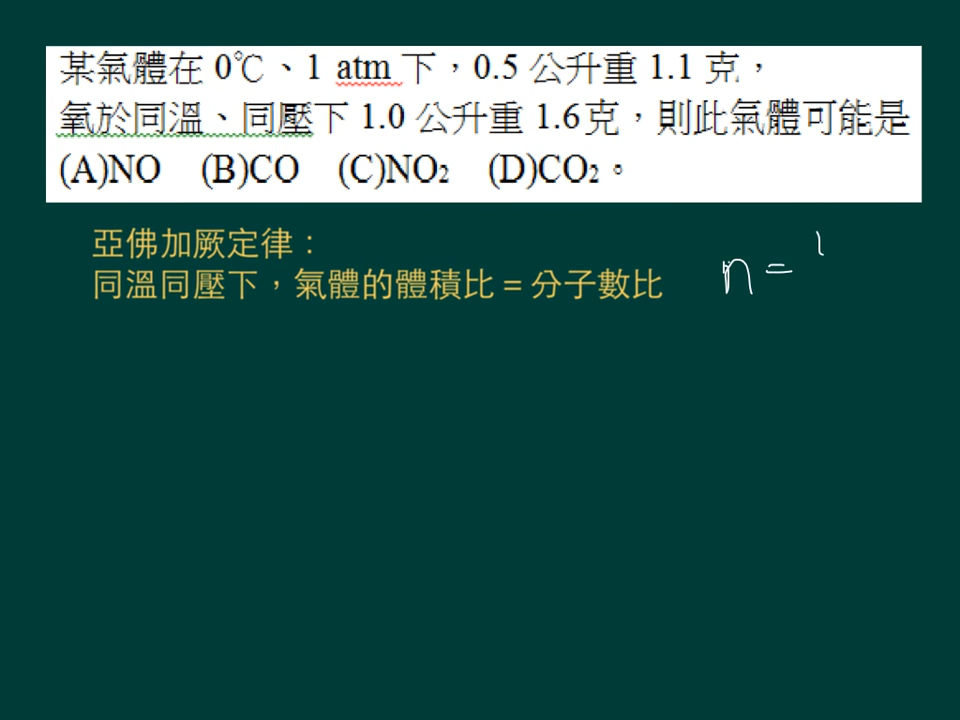 某氣體在 0℃、1 atm 下，0.5 公升重 1.1 克，
氧於同溫、同壓下 1.0 公升重 1.6克，則此氣體可能是
(A)NO (B)CO (C)NO₂ (D)CO₂。
亞佛加厥定律：
同溫同壓下，氣體的體積比 = 分子數比
n =